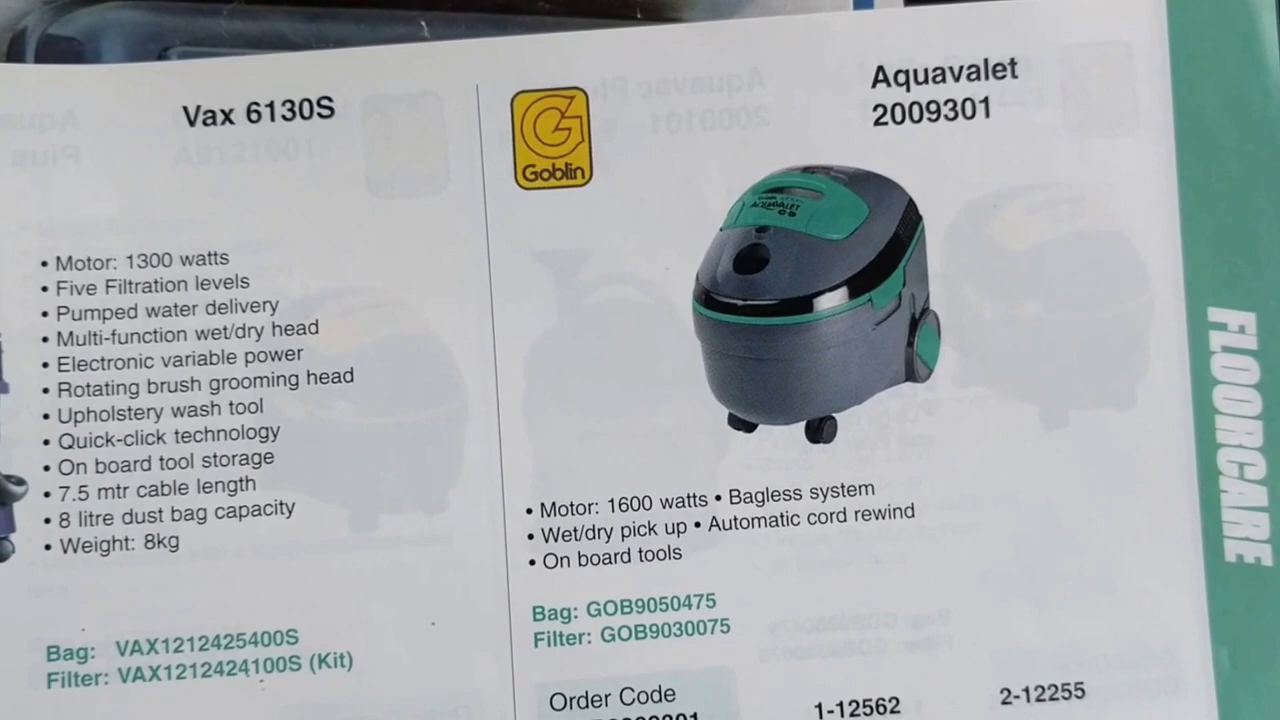 Vax 6130S
• Motor: 1300 watts
• Five Filtration levels
• Pumped water delivery
• Multi-function wet/dry head
• Electronic variable power
• Rotating brush grooming head
• Upholstery wash tool
• Quick-click technology
• On board tool storage
• 7.5 mtr cable length
• 8 litre dust bag capacity
• Weight: 8kg
Bag: VAX1212425400S
Filter: VAX1212424100S (Kit)
Goblin
Aquavalet
2009301
AQUAVALET
• Motor: 1600 watts • Bagless system
• Wet/dry pick up • Automatic cord rewind
• On board tools
Bag: GOB9050475
Filter: GOB9030075
Order Code
1-12562
2-12255
FLOORCARE